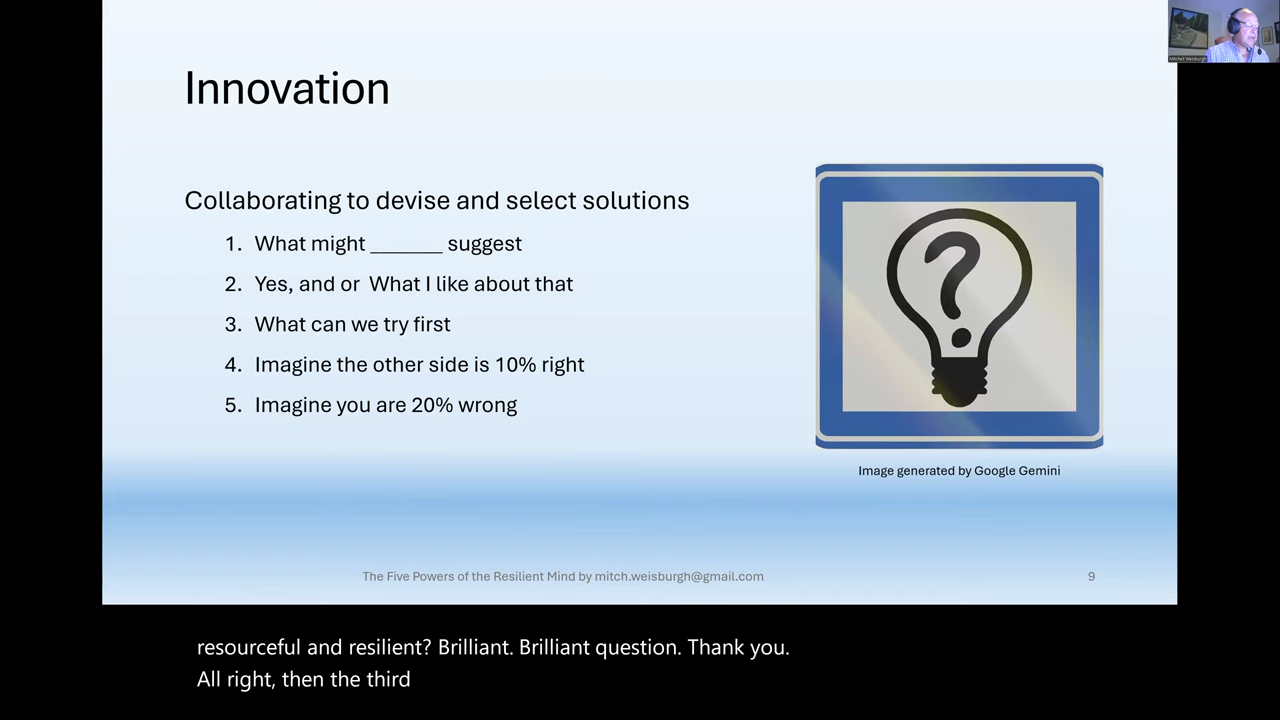 Innovation
Collaborating to devise and select solutions
1. What might _______ suggest
2. Yes, and or What I like about that
3. What can we try first
4. Imagine the other side is 10% right
5. Imagine you are 20% wrong
?
Image generated by Google Gemini
The Five Powers of the Resilient Mind by mitch.weisburgh@gmail.com
9
Mitchell Weisburgh
resourceful and resilient? Brilliant. Brilliant question. Thank you.
All right, then the third